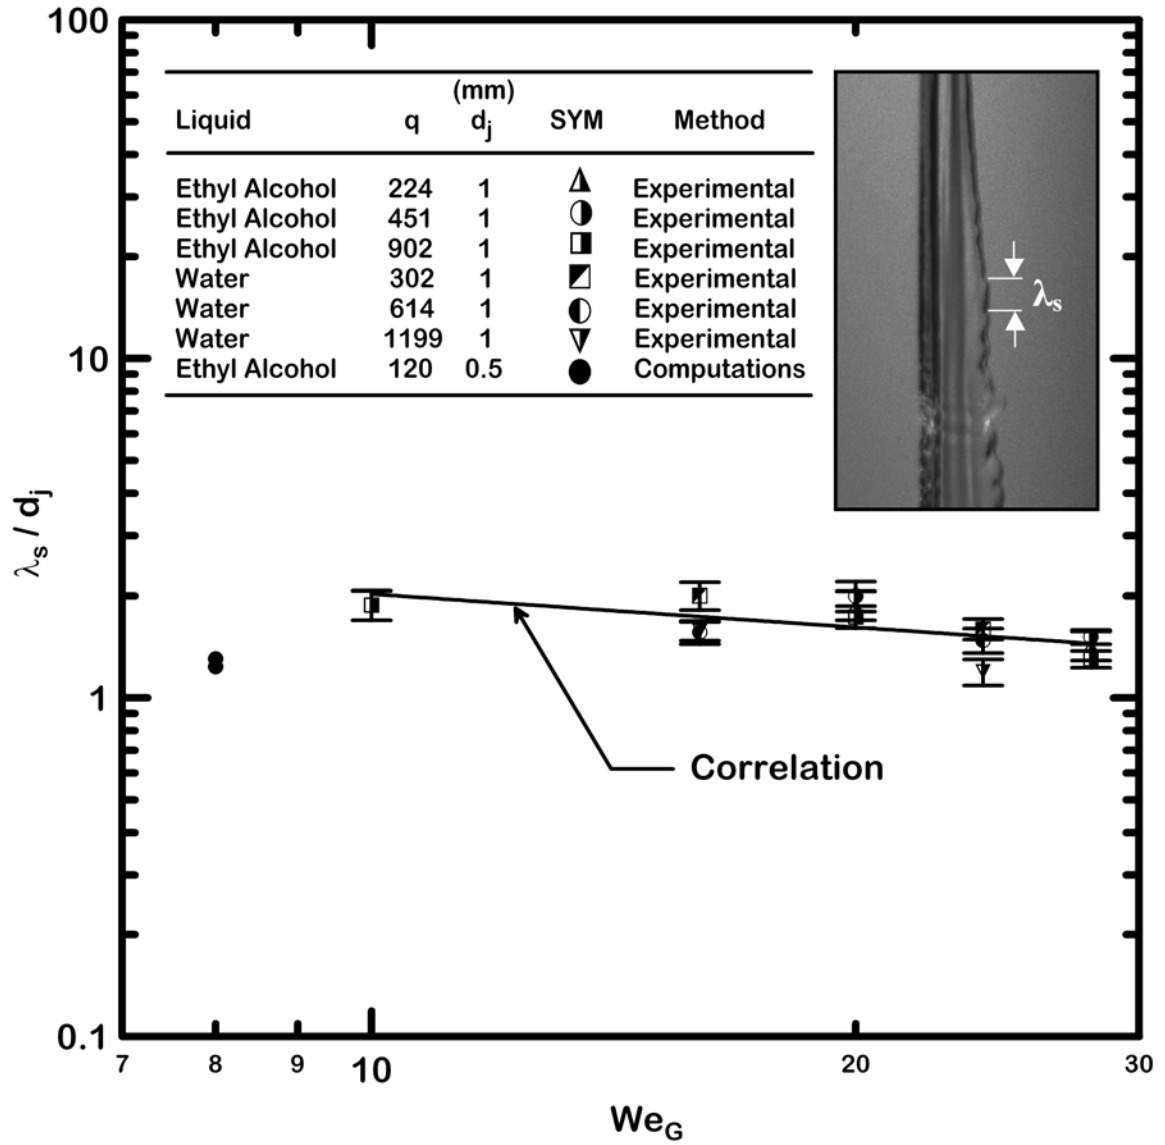 100
10
1
0.1
λs / dj
(mm)
Liquid q dj SYM Method
Ethyl Alcohol 224 1 Experimental
Ethyl Alcohol 451 1 Experimental
Ethyl Alcohol 902 1 Experimental
Water 302 1 Experimental
Water 614 1 Experimental
Water 1199 1 Experimental
Ethyl Alcohol 120 0.5 Computations
λs
Correlation
7 8 9 10 20 30
WeG